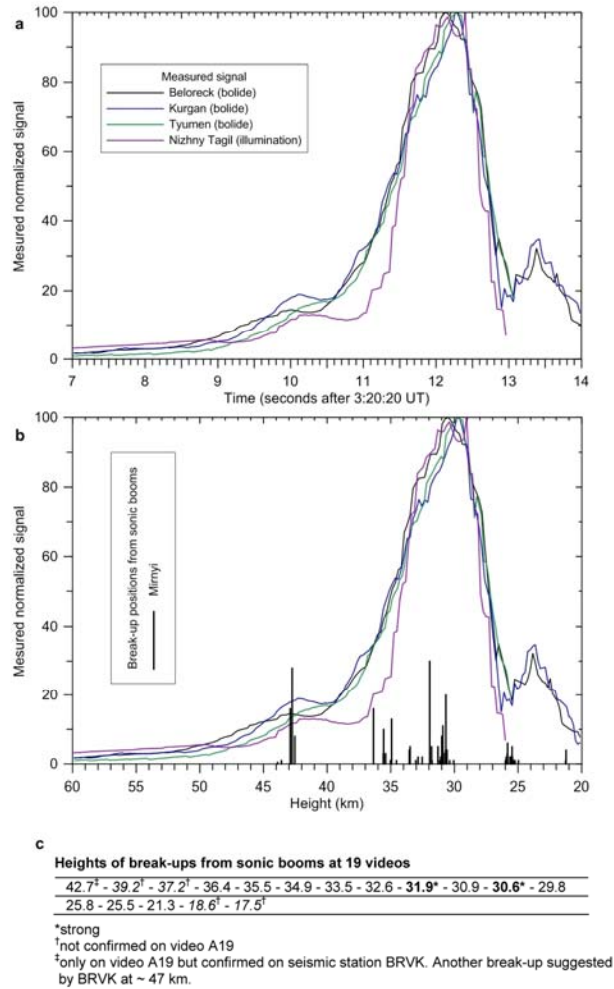 a
100
80
60
40
20
0
Mesured normalized signal
Measured signal
Beloreck (bolide)
Kurgan (bolide)
Tyumen (bolide)
Nizhny Tagil (illumination)
7 8 9 10 11 12 13 14
Time (seconds after 3:20:20 UT)
b
100
80
60
40
20
0
Mesured normalized signal
Break-up positions from sonic booms
Mirnyi
60 55 50 45 40 35 30 25 20
Height (km)
c
Heights of break-ups from sonic booms at 19 videos
42.7‡ - 39.2† - 37.2† - 36.4 - 35.5 - 34.9 - 33.5 - 32.6 - 31.9* - 30.9 - 30.6* - 29.8
25.8 - 25.5 - 21.3 - 18.6† - 17.5†
*strong
†not confirmed on video A19
‡only on video A19 but confirmed on seismic station BRVK. Another break-up suggested
by BRVK at ~ 47 km.